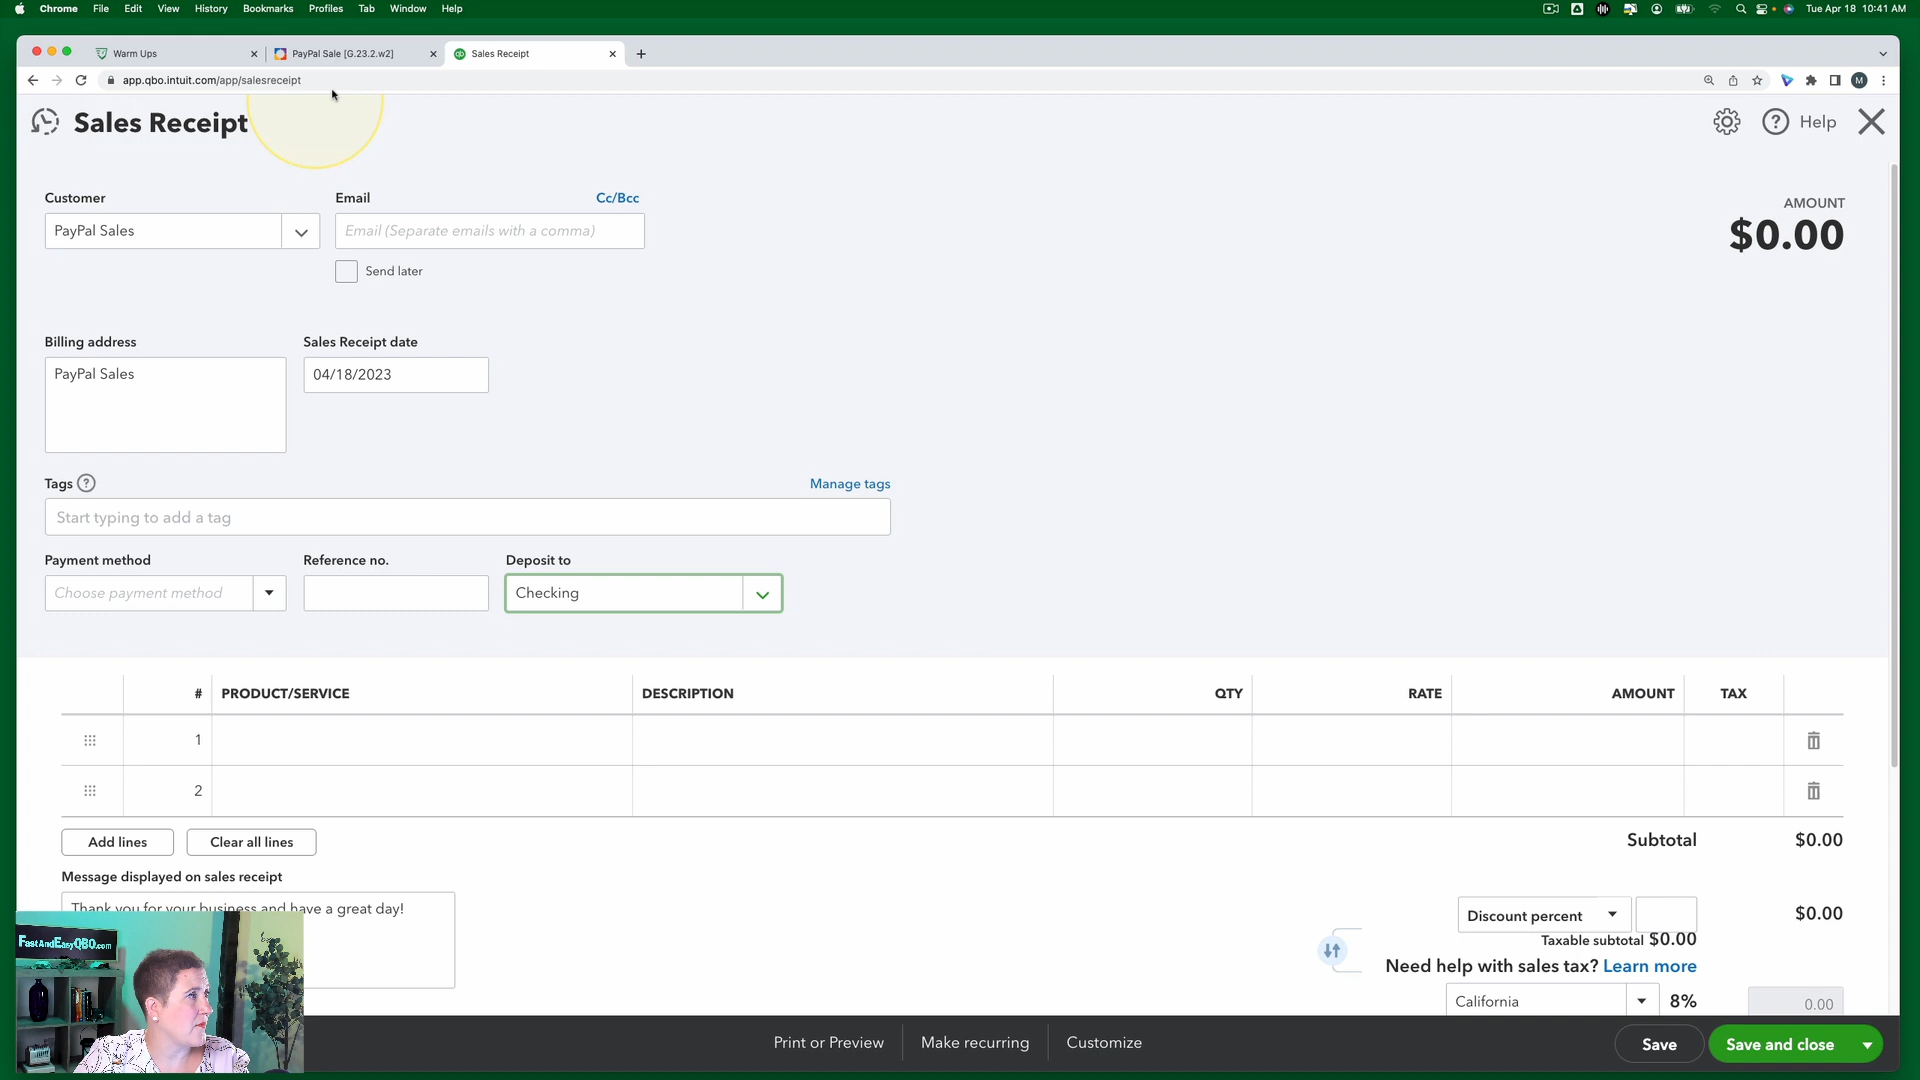 Chrome File Edit View History Bookmarks Profiles Tab Window Help Tue Apr 18 10:41 AM
Warm Ups PayPal Sale [G.23.2.w2] Sales Receipt
app.qbo.intuit.com/app/salesreceipt M
Sales Receipt ? Help
Customer Email Cc/Bcc AMOUNT
PayPal Sales Email (Separate emails with a comma) $0.00
Send later
Billing address Sales Receipt date
PayPal Sales 04/18/2023
Tags ? Manage tags
Start typing to add a tag
Payment method Reference no. Deposit to
Choose payment method Checking
# PRODUCT/SERVICE DESCRIPTION QTY RATE AMOUNT TAX
1
2
Add lines Clear all lines Subtotal $0.00
Message displayed on sales receipt
Thank you for your business and have a great day!
Discount percent $0.00
Taxable subtotal $0.00
Need help with sales tax? Learn more
California 8% 0.00
FastAndEasyQBO.com
Print or Preview Make recurring Customize Save Save and close